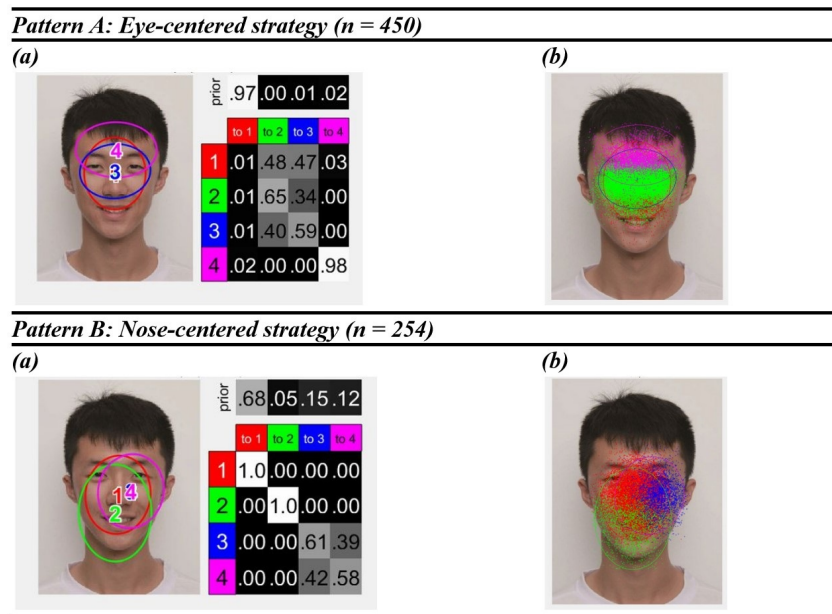 Pattern A: Eye-centered strategy (n = 450)
(a) (b)
prior .97 .00 .01 .02
to 1 to 2 to 3 to 4
1 .01 .48 .47 .03
2 .01 .65 .34 .00
3 .01 .40 .59 .00
4 .02 .00 .00 .98
4
3
Pattern B: Nose-centered strategy (n = 254)
(a) (b)
prior .68 .05 .15 .12
to 1 to 2 to 3 to 4
1 1.0 .00 .00 .00
2 .00 1.0 .00 .00
3 .00 .00 .61 .39
4 .00 .00 .42 .58
1 4
2